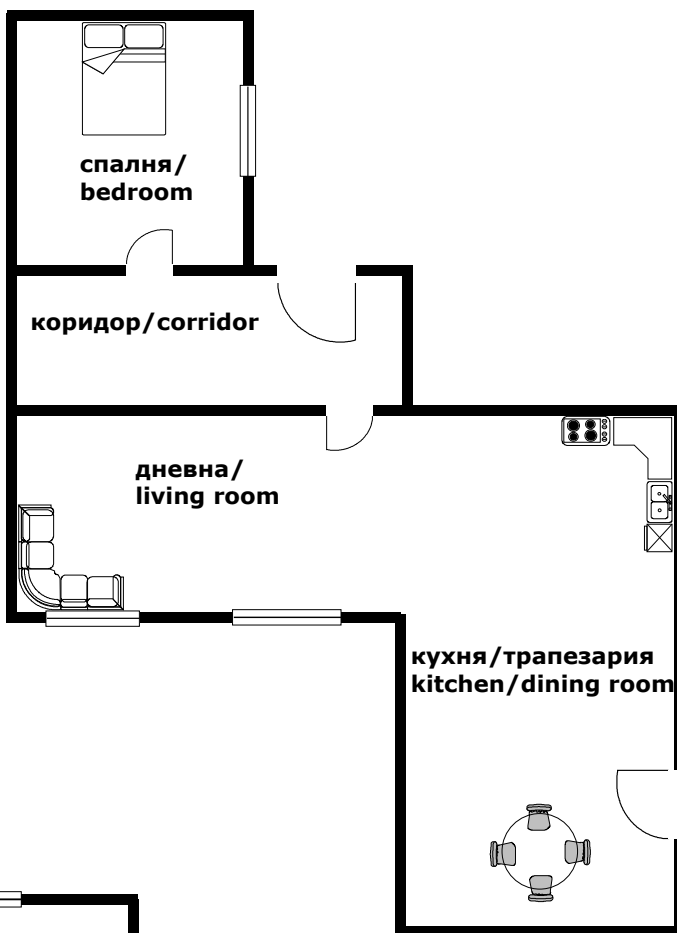 спалня/
bedroom
коридор/corridor
дневна/
living room
кухня/трапезария
kitchen/dining room